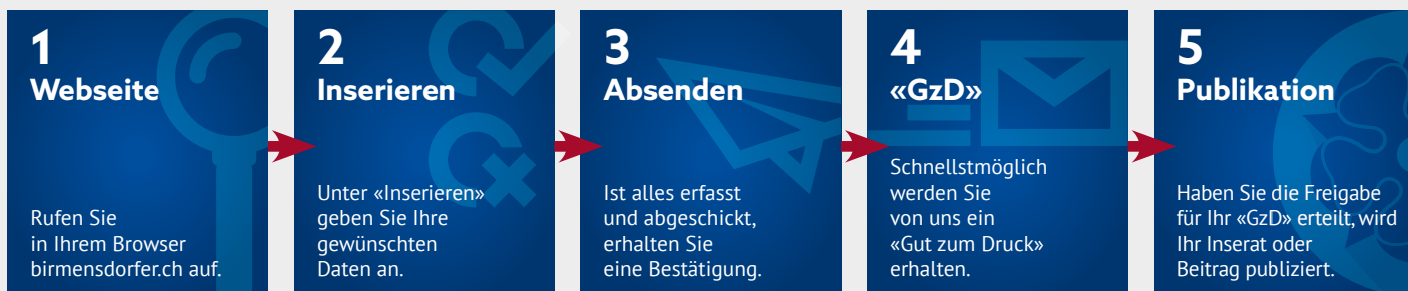 1
Webseite
Rufen Sie
in Ihrem Browser
birmensdorfer.ch auf.
2
Inserieren
Unter «Inserieren»
geben Sie Ihre
gewünschten
Daten an.
3
Absenden
Ist alles erfasst
und abgeschickt,
erhalten Sie
eine Bestätigung.
4
«GzD»
Schnellstmöglich
werden Sie
von uns ein
«Gut zum Druck»
erhalten.
5
Publikation
Haben Sie die Freigabe
für Ihr «GzD» erteilt, wird
Ihr Inserat oder
Beitrag publiziert.